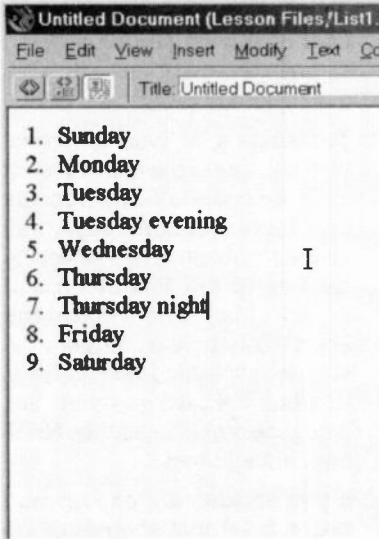 Untitled Document (Lesson Files/List1.
File Edit View Insert Modify Text
Title: Untitled Document
1. Sunday
2. Monday
3. Tuesday
4. Tuesday evening
5. Wednesday
6. Thursday
7. Thursday night
8. Friday
9. Saturday